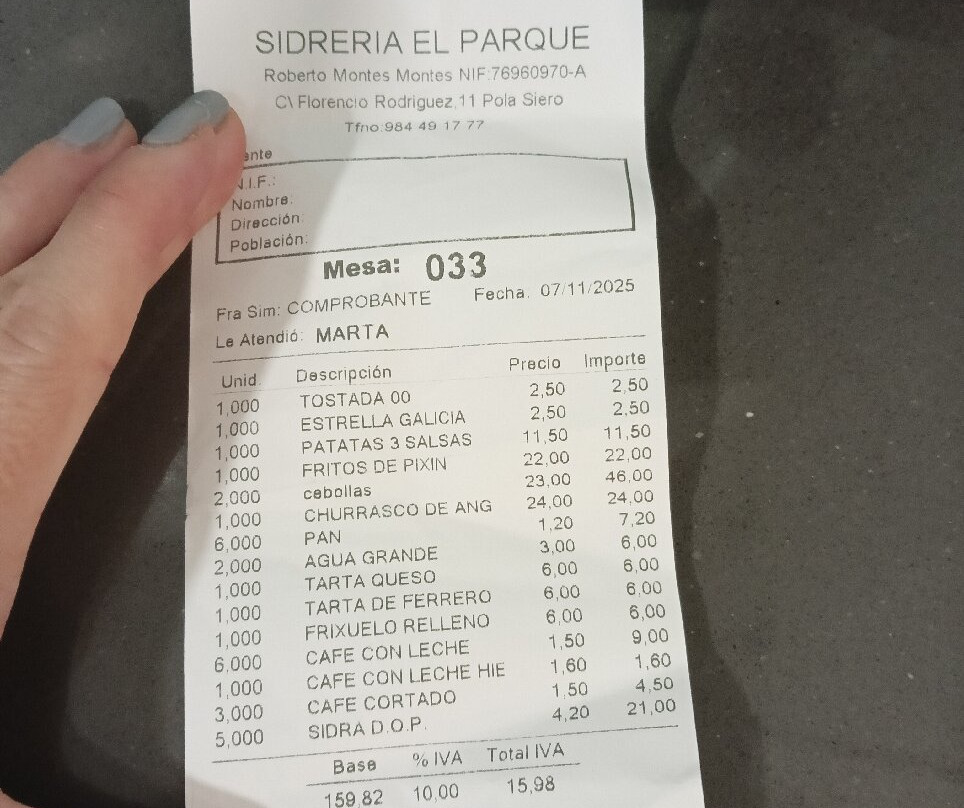 SIDRERIA EL PARQUE
Roberto Montes Montes NIF:76960970-A
C\ Florencio Rodriguez,11 Pola Siero
Tfno:984 49 17 77
N.I.F.:
Nombre:
Dirección:
Población:
Mesa: 033
Fra Sim: COMPROBANTE Fecha. 07/11/2025
Le Atendió: MARTA
Unid. Descripción Precio Importe
1,000 TOSTADA 00 2,50 2,50
1,000 ESTRELLA GALICIA 2,50 2,50
1,000 PATATAS 3 SALSAS 11,50 11,50
1,000 FRITOS DE PIXIN 22,00 22,00
2,000 cebollas 23,00 46,00
1,000 CHURRASCO DE ANG 24,00 24,00
6,000 PAN 1,20 7,20
2,000 AGUA GRANDE 3,00 6,00
1,000 TARTA QUESO 6,00 6,00
1,000 TARTA DE FERRERO 6,00 6,00
1,000 FRIXUELO RELLENO 6,00 6,00
6,000 CAFE CON LECHE 1,50 9,00
1,000 CAFE CON LECHE HIE 1,60 1,60
3,000 CAFE CORTADO 1,50 4,50
5,000 SIDRA D.O.P. 4,20 21,00
Base % IVA Total IVA
159,82 10,00 15,98